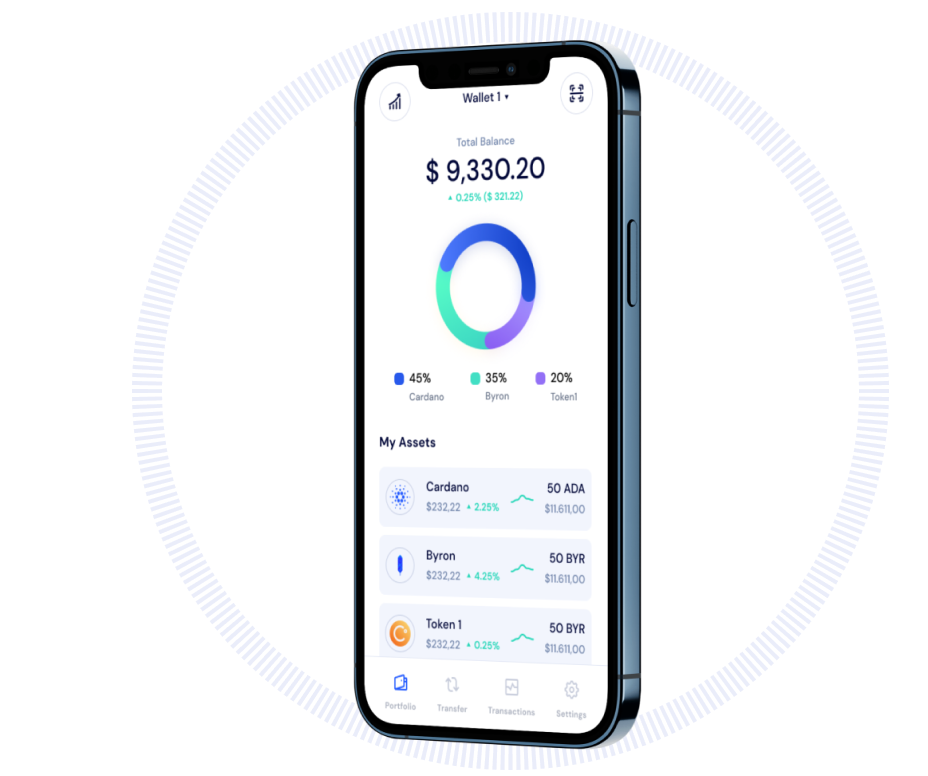 Wallet 1 ▾
Total Balance
$ 9,330.20
▲ 0.25% ($ 321.22)
45% 35% 20%
Cardano Byron Token1
My Assets
Cardano 50 ADA
$232,22 ▲ 2.25% $11.611,00
Byron 50 BYR
$232,22 ▲ 4.25% $11.611,00
Token 1 50 BYR
$232,22 ▲ 0.25% $11.611,00
Portfolio Transfer Transactions Settings